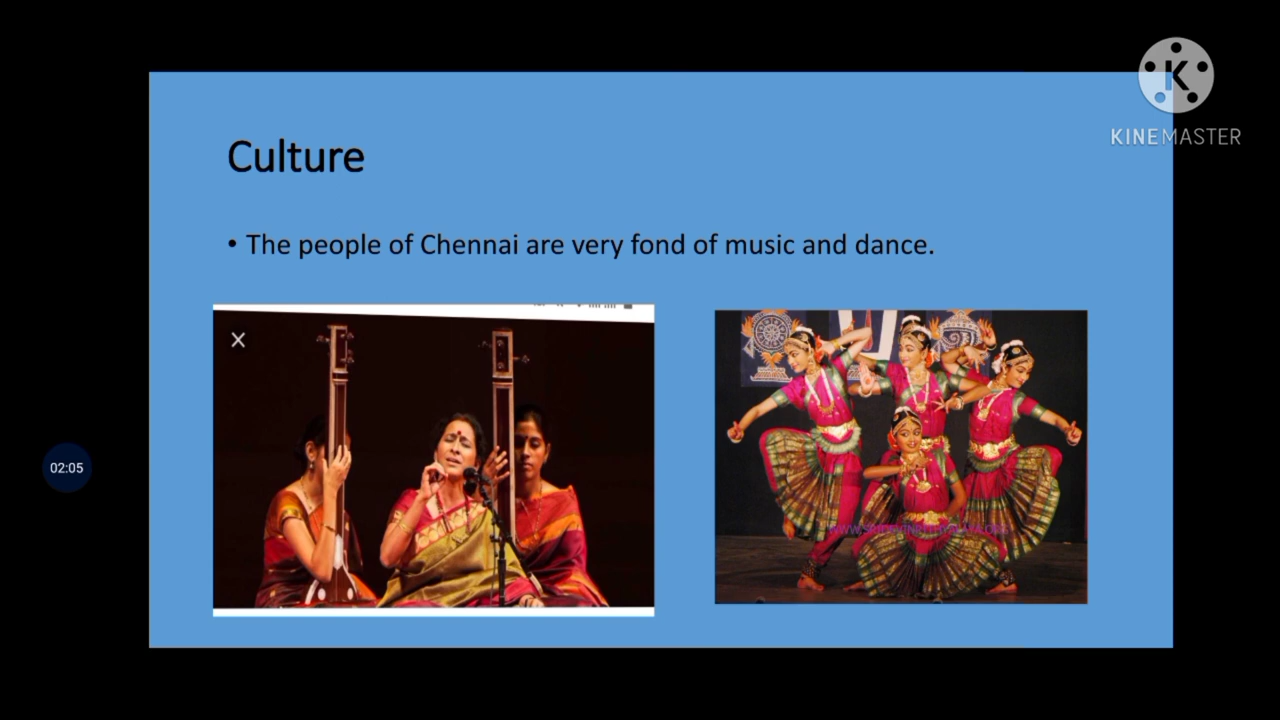 K
KINEMASTER
Culture
• The people of Chennai are very fond of music and dance.
02:05